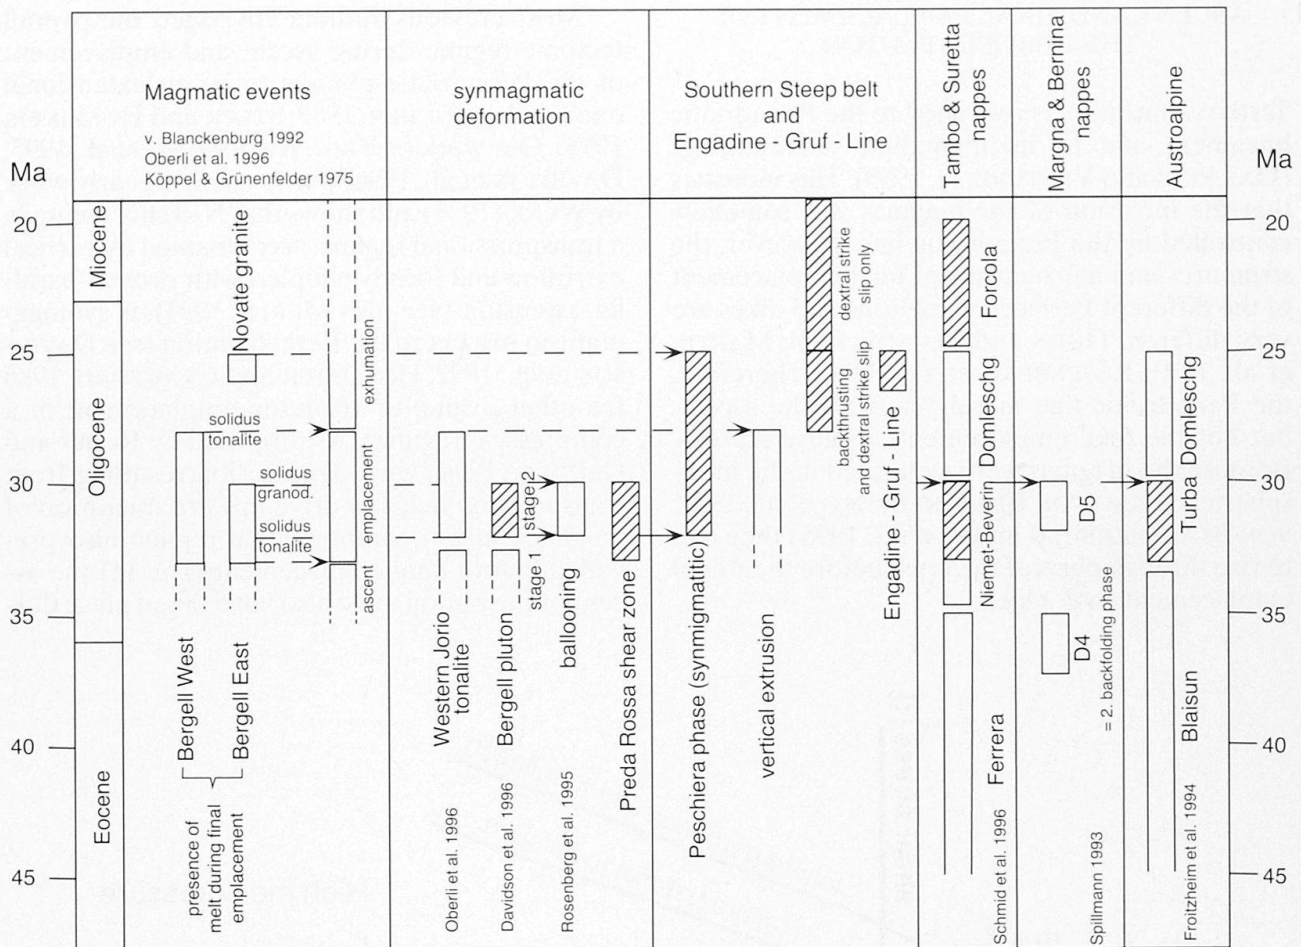 Magmatic events
v. Blanckenburg 1992
Oberli et al. 1996
Köppel & Grünenfelder 1975
synmagmatic
deformation
Southern Steep belt
and
Engadine - Gruf - Line
Tambo & Suretta
nappes
Margna & Bernina
nappes
Austroalpine
Ma
20
25
30
35
40
45
Miocene
Oligocene
Eocene
Novate granite
solidus
tonalite
solidus
granod.
solidus
tonalite
exhumation
emplacement
ascent
Bergell West
Bergell East
presence of
melt during final
emplacement
Western Jorio
tonalite
Oberli et al. 1996
stage 1
stage 2
Bergell pluton
Davidson et al. 1996
ballooning
Rosenberg et al. 1995
Preda Rossa shear zone
Peschiera phase (synmigmatitic)
vertical extrusion
dextral strike
slip only
backthrusting
and dextral strike slip
Engadine - Gruf - Line
Forcola
Domleschg
Niemet-Beverin
Ferrera
Schmid et al. 1996
D5
D4
= 2. backfolding phase
Spillmann 1993
Domleschg
Turba
Blaisun
Froitzheim et al. 1994
Ma
20
25
30
35
40
45